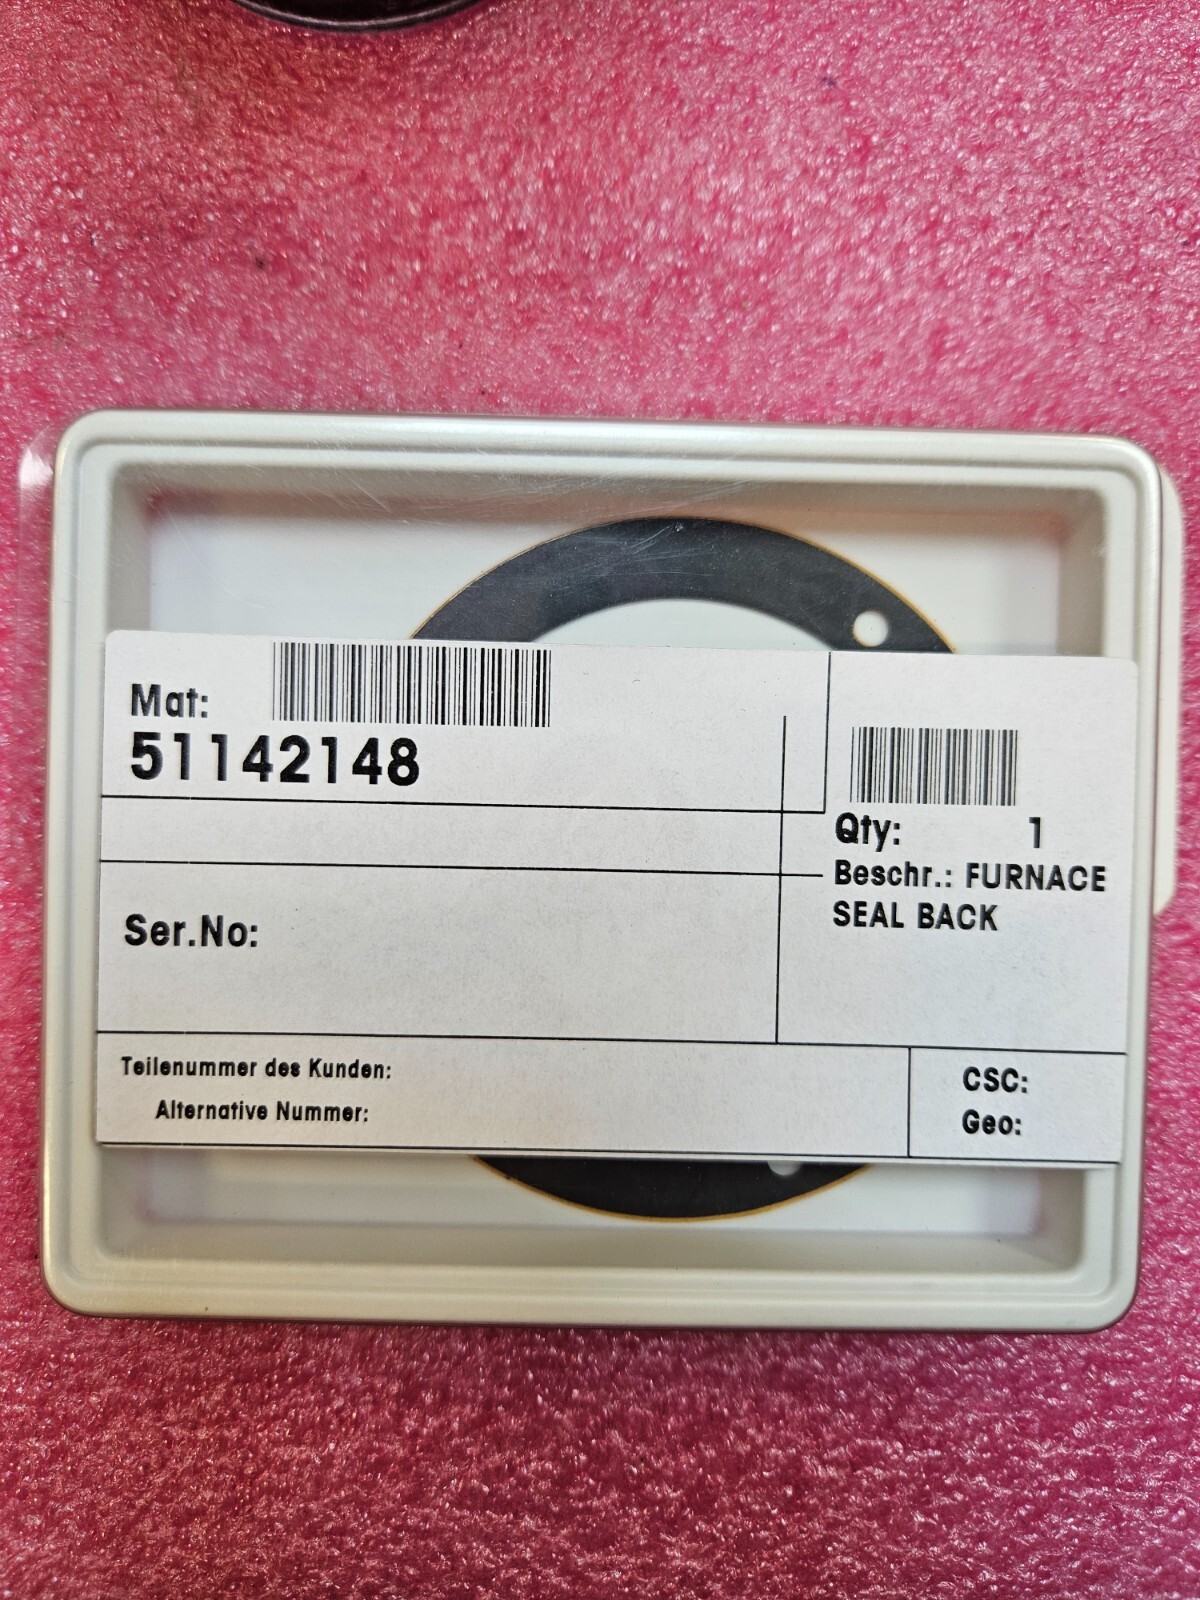 Mat:
51142148
Qty: 1
Beschr.: FURNACE
SEAL BACK
Ser.No:
Teilenummer des Kunden:
Alternative Nummer:
CSC:
Geo: